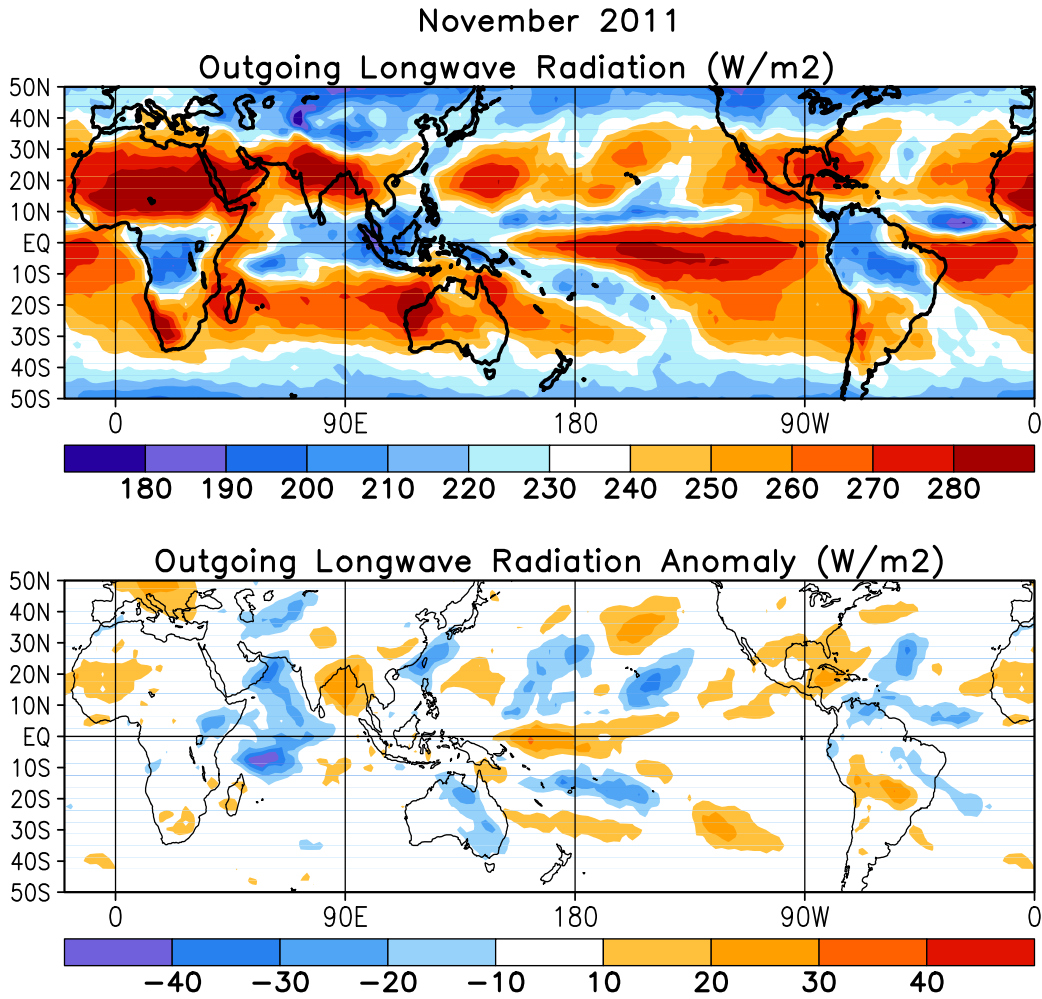 November 2011
Outgoing Longwave Radiation (W/m2)
50N
40N
30N
20N
10N
EQ
10S
20S
30S
40S
50S
0 90E 180 90W 0
180 190 200 210 220 230 240 250 260 270 280
Outgoing Longwave Radiation Anomaly (W/m2)
50N
40N
30N
20N
10N
EQ
10S
20S
30S
40S
50S
0 90E 180 90W 0
−40 −30 −20 −10 10 20 30 40